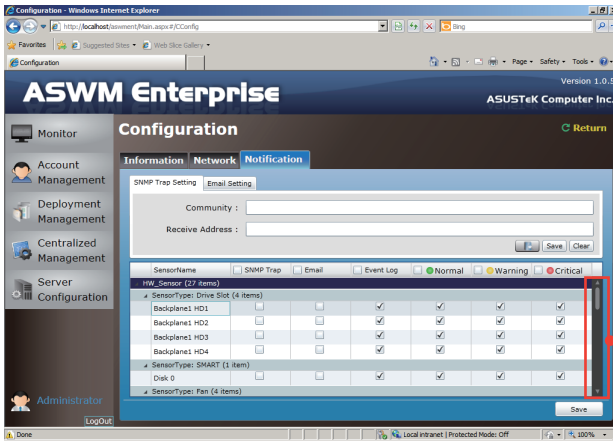 Configuration - Windows Internet Explorer
http://localhost/aswment/Main.aspx#/CConfig
Bing
Favorites
Suggested Sites
Web Slice Gallery
Configuration
Page
Safety
Tools
ASWM Enterprise
Version 1.0.5
ASUSTeK Computer Inc.
Monitor
Account Management
Deployment Management
Centralized Management
Server Configuration
Administrator
LogOut
Configuration
Return
Information Network Notification
SNMP Trap Setting Email Setting
Community :
Receive Address :
Save Clear
SensorName SNMP Trap Email Event Log Normal Warning Critical
HW_Sensor (27 items)
SensorType: Drive Slot (4 items)
Backplane1 HD1
Backplane1 HD2
Backplane1 HD3
Backplane1 HD4
SensorType: SMART (1 item)
Disk 0
SensorType: Fan (4 items)
Save
Done
Local intranet | Protected Mode: Off
100%